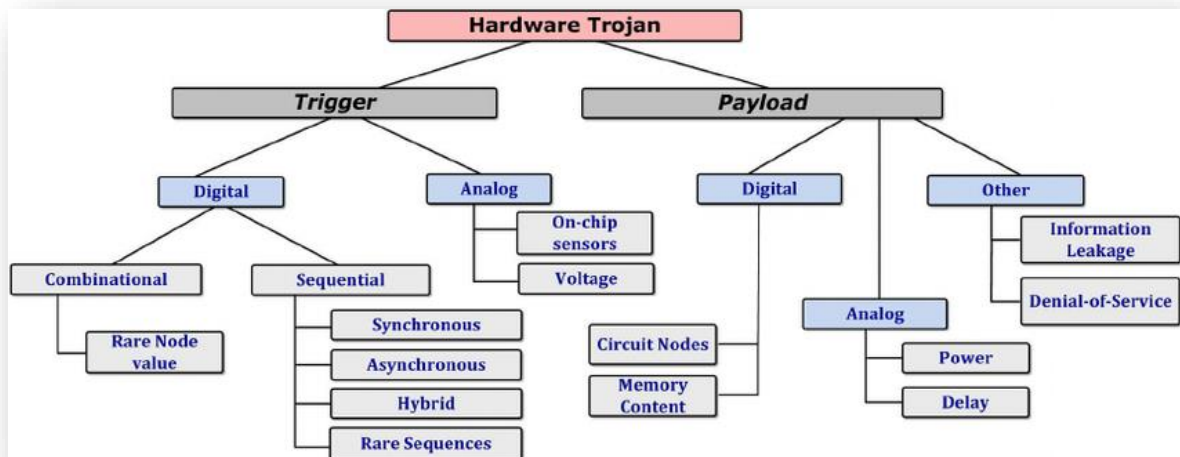 Hardware Trojan
Trigger
Payload
Digital
Analog
Digital
Other
On-chip
sensors
Information
Leakage
Combinational
Sequential
Voltage
Denial-of-Service
Analog
Synchronous
Rare Node
value
Circuit Nodes
Power
Asynchronous
Memory
Content
Hybrid
Delay
Rare Sequences